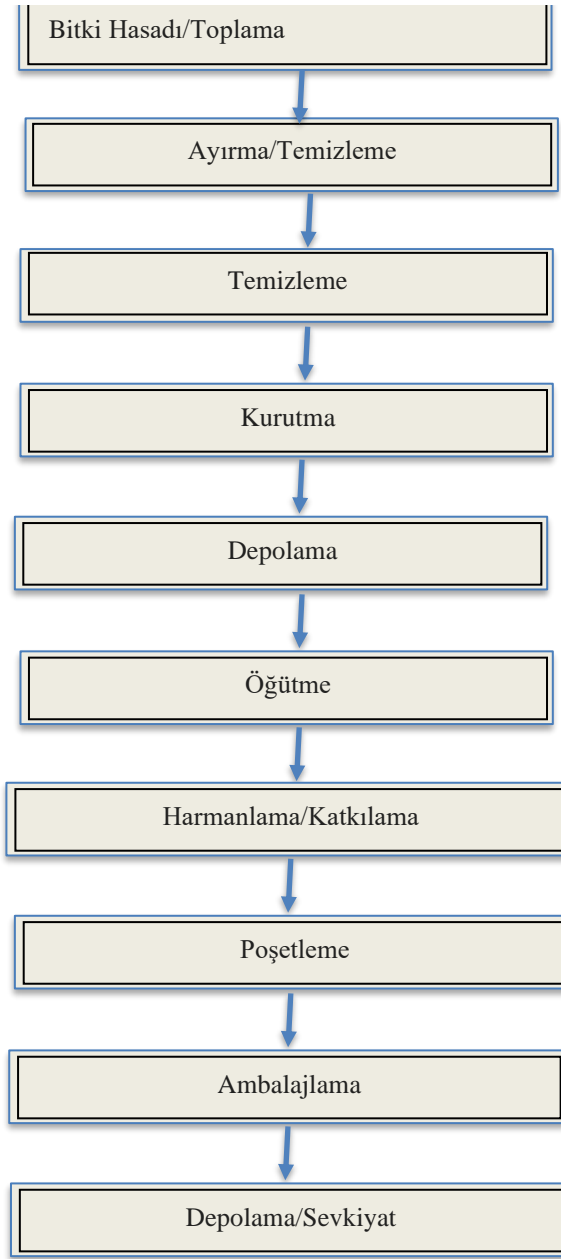 Bitki Hasadı/Toplama
Ayırma/Temizleme
Temizleme
Kurutma
Depolama
Öğütme
Harmanlama/Katkılama
Poşetleme
Ambalajlama
Depolama/Sevkiyat